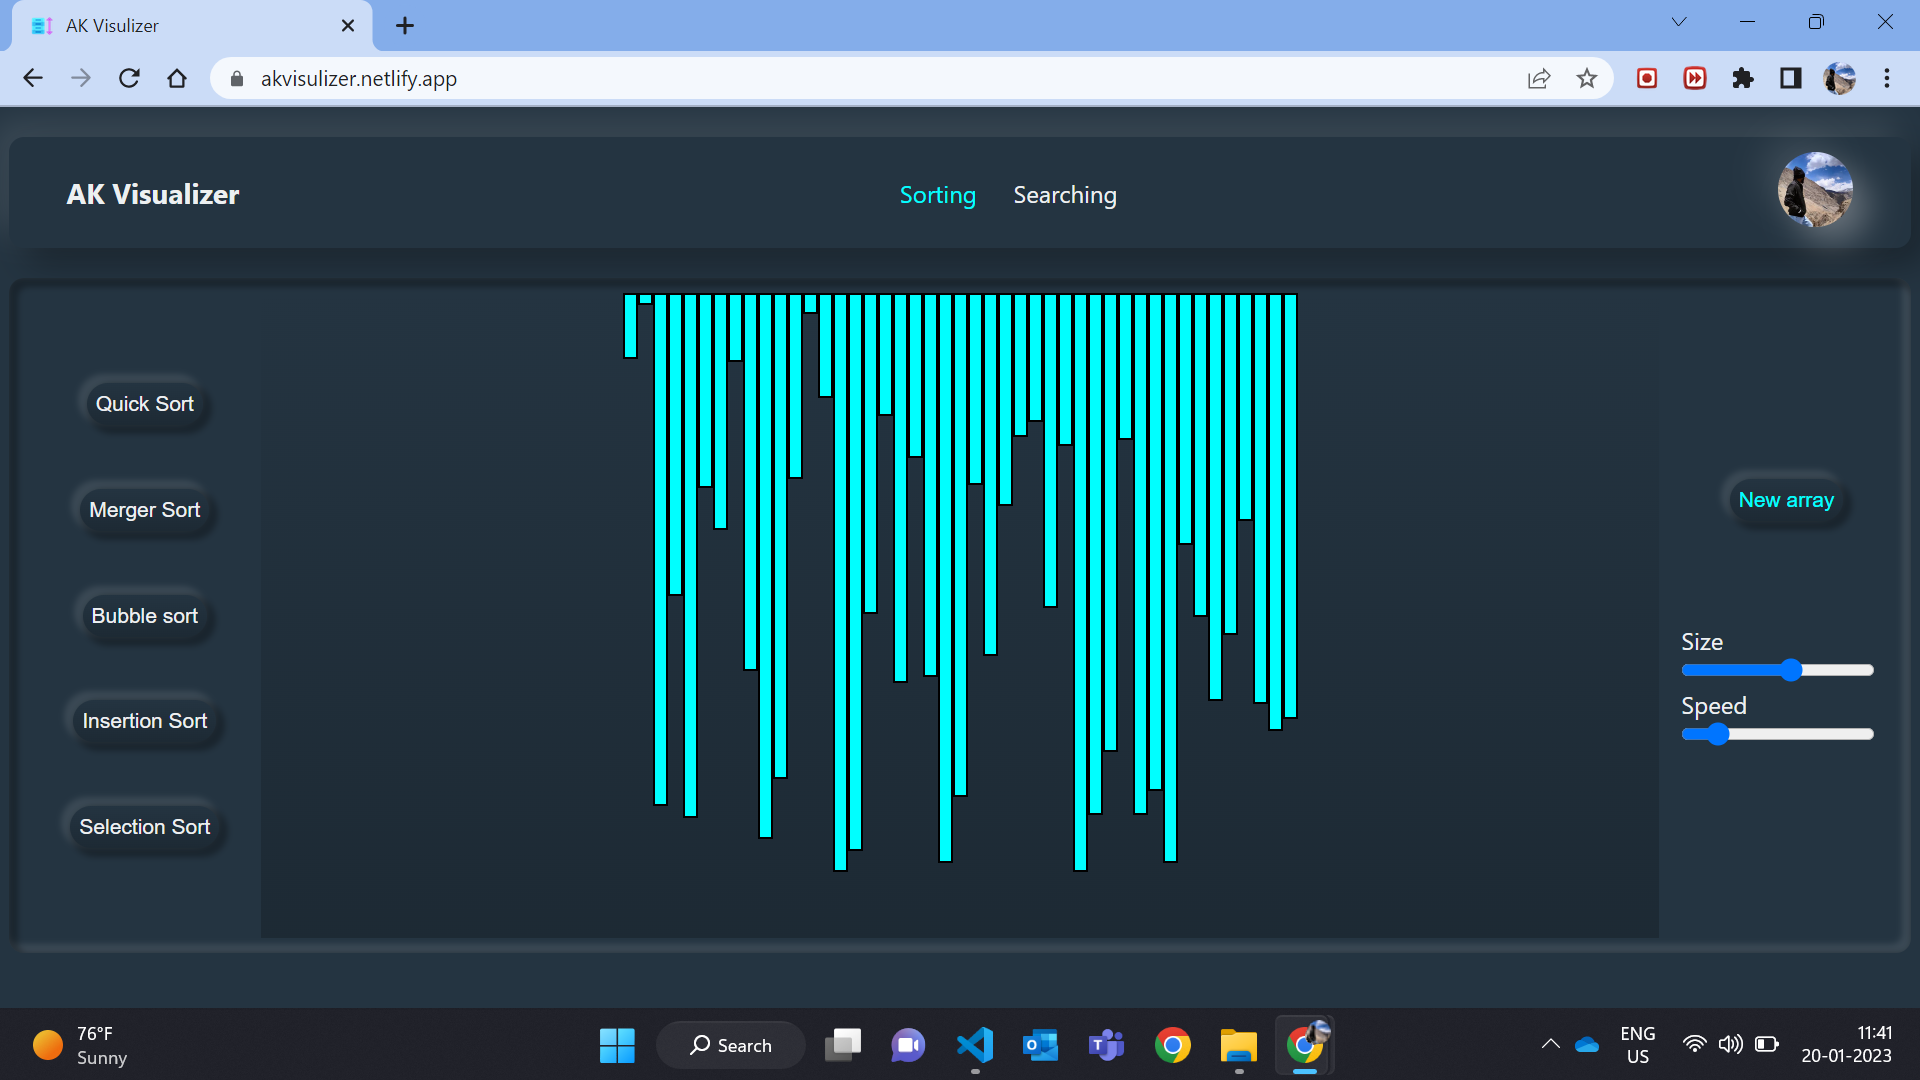 AK Visulizer
akvisulizer.netlify.app
AK Visualizer
Sorting
Searching
Quick Sort
Merger Sort
Bubble sort
Insertion Sort
Selection Sort
New array
Size
Speed
76°F
Sunny
Search
ENG
US
11:41
20-01-2023